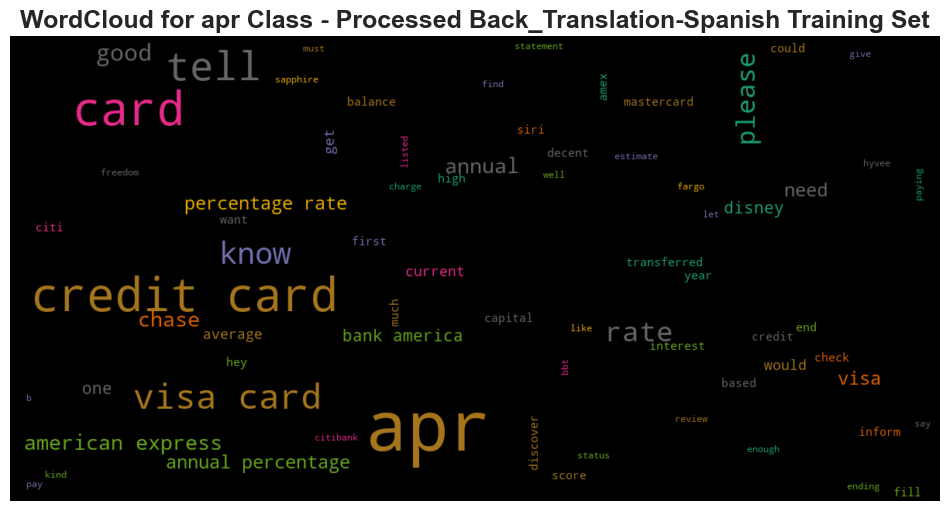 WordCloud for apr Class - Processed Back_Translation-Spanish Training Set
good
tell
must
sapphire
statement
could
give
card
balance
find
amex
mastercard
please
siri
get
listed
annual
decent
estimate
hyvee
freedom
high
charge
well
fargo
need
paying
percentage rate
want
let
disney
citi
know
first
current
transferred
year
credit card
chase
average
much
bank america
capital
like
rate
interest
credit
end
hey
bbt
would
check
visa
based
one
visa card
b
apr
discover
review
say
inform
american express
citibank
annual percentage
status
enough
score
kind
pay
ending
fill